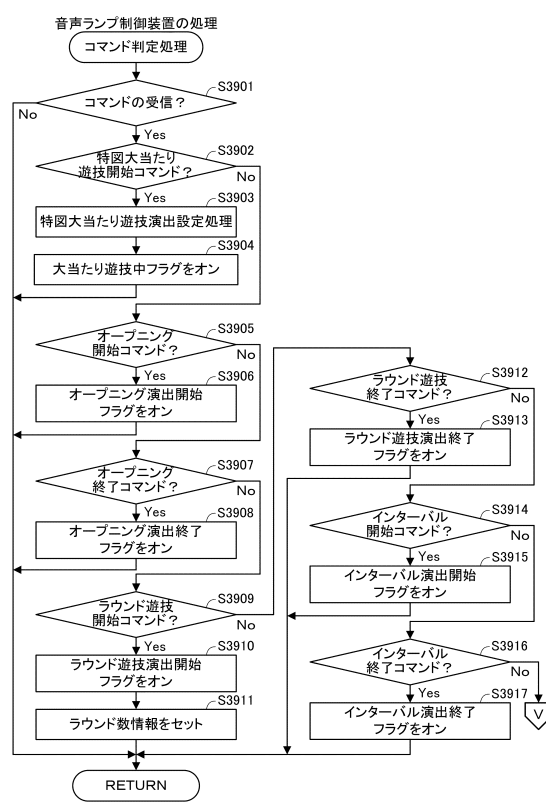 音声ランプ制御装置の処理
コマンド判定処理
S3901
コマンドの受信？
No
Yes
S3902
特図大当たり
遊技開始コマンド？
No
Yes
S3903
特図大当たり遊技演出設定処理
S3904
大当たり遊技中フラグをオン
S3905
オープニング
開始コマンド？
No
Yes
S3906
オープニング演出開始
フラグをオン
S3907
オープニング
終了コマンド？
No
Yes
S3908
オープニング演出終了
フラグをオン
S3909
ラウンド遊技
開始コマンド？
No
Yes
S3910
ラウンド遊技演出開始
フラグをオン
S3911
ラウンド数情報をセット
RETURN
S3912
ラウンド遊技
終了コマンド？
No
Yes
S3913
ラウンド遊技演出終了
フラグをオン
S3914
インターバル
開始コマンド？
No
Yes
S3915
インターバル演出開始
フラグをオン
S3916
インターバル
終了コマンド？
No
Yes
S3917
インターバル演出終了
フラグをオン
V